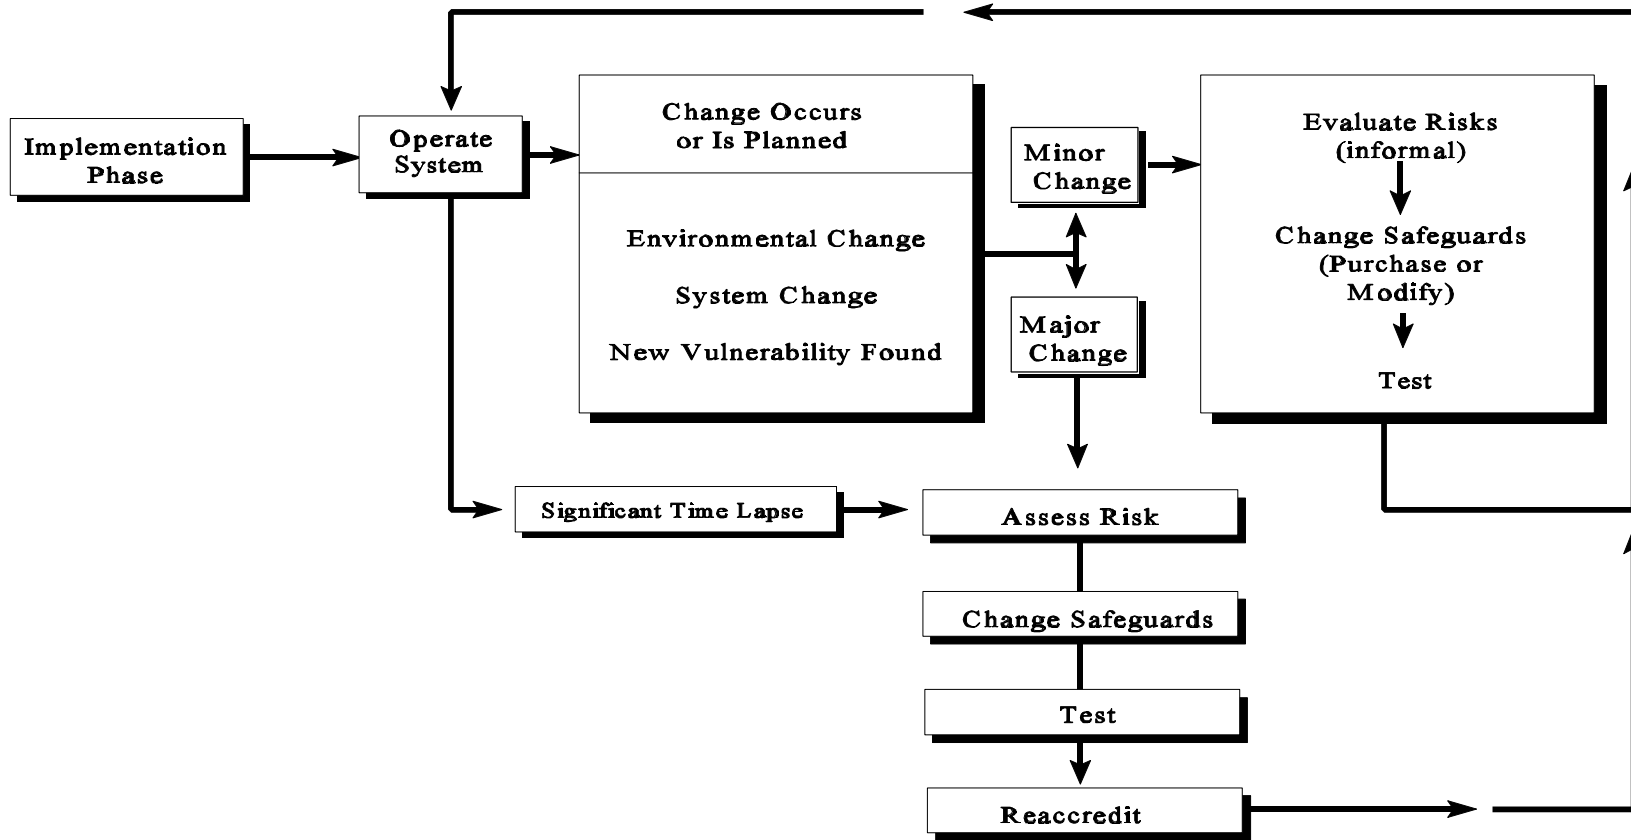 Implementation
Phase
Operate
System
Change Occurs
or Is Planned
Environmental Change
System Change
New Vulnerability Found
Minor
Change
Major
Change
Evaluate Risks
(informal)
Change Safeguards
(Purchase or
Modify)
Test
Significant Time Lapse
Assess Risk
Change Safeguards
Test
Reaccredit